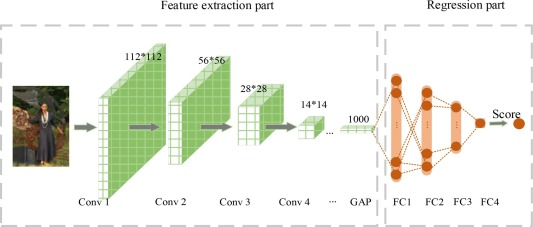 Feature extraction part
Regression part
112*112
56*56
28*28
14*14
...
1000
Score
Conv 1
Conv 2
Conv 3
Conv 4
...
GAP
FC1
FC2
FC3
FC4